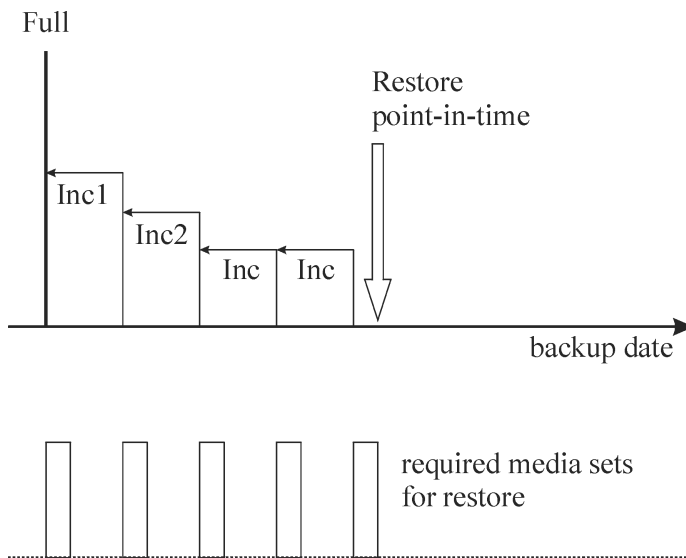 Full
Restore
point-in-time
Inc1
Inc2
Inc
Inc
backup date
required media sets
for restore